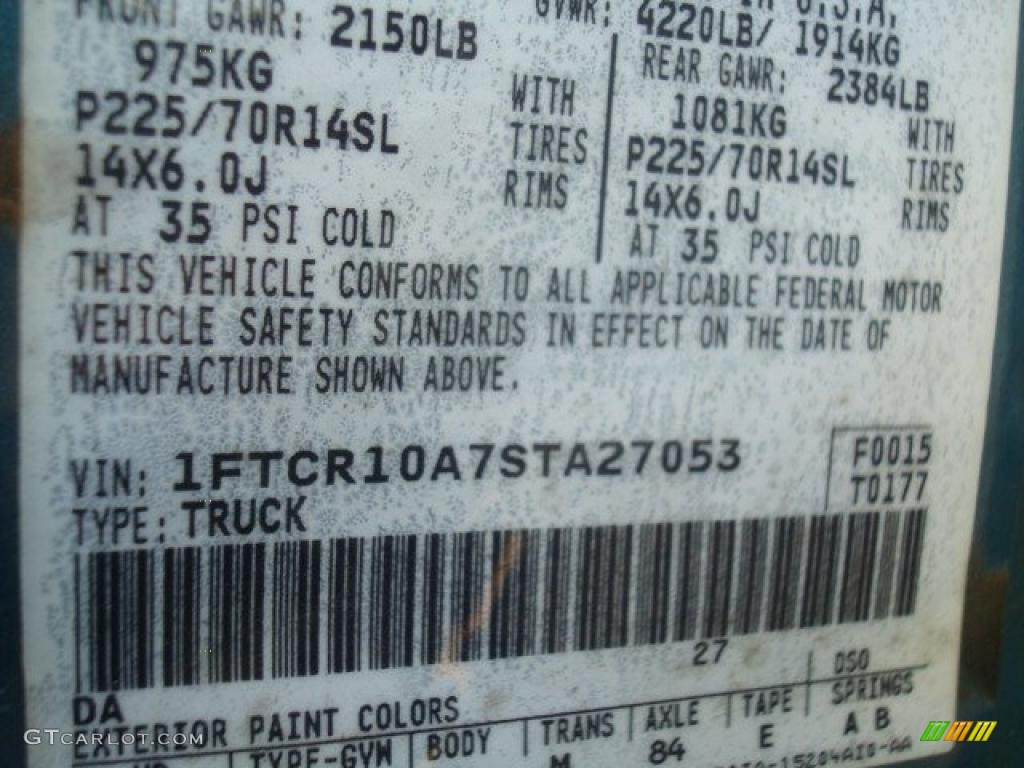 FRONT GAWR: 2150LB
975KG WITH
P225/70R14SL TIRES
14X6.0J RIMS
AT 35 PSI COLD
U.S.A.
GVWR: 4220LB/ 1914KG
REAR GAWR: 2384LB
1081KG WITH
P225/70R14SL TIRES
14X6.0J RIMS
AT 35 PSI COLD
THIS VEHICLE CONFORMS TO ALL APPLICABLE FEDERAL MOTOR
VEHICLE SAFETY STANDARDS IN EFFECT ON THE DATE OF
MANUFACTURE SHOWN ABOVE.
VIN: 1FTCR10A7STA27053 F0015
TYPE: TRUCK T0177
27
DA DSO
EXTERIOR PAINT COLORS
TYPE-GVW BODY TRANS AXLE TAPE SPRINGS
M 84 E A B
GTCARLOT.COM